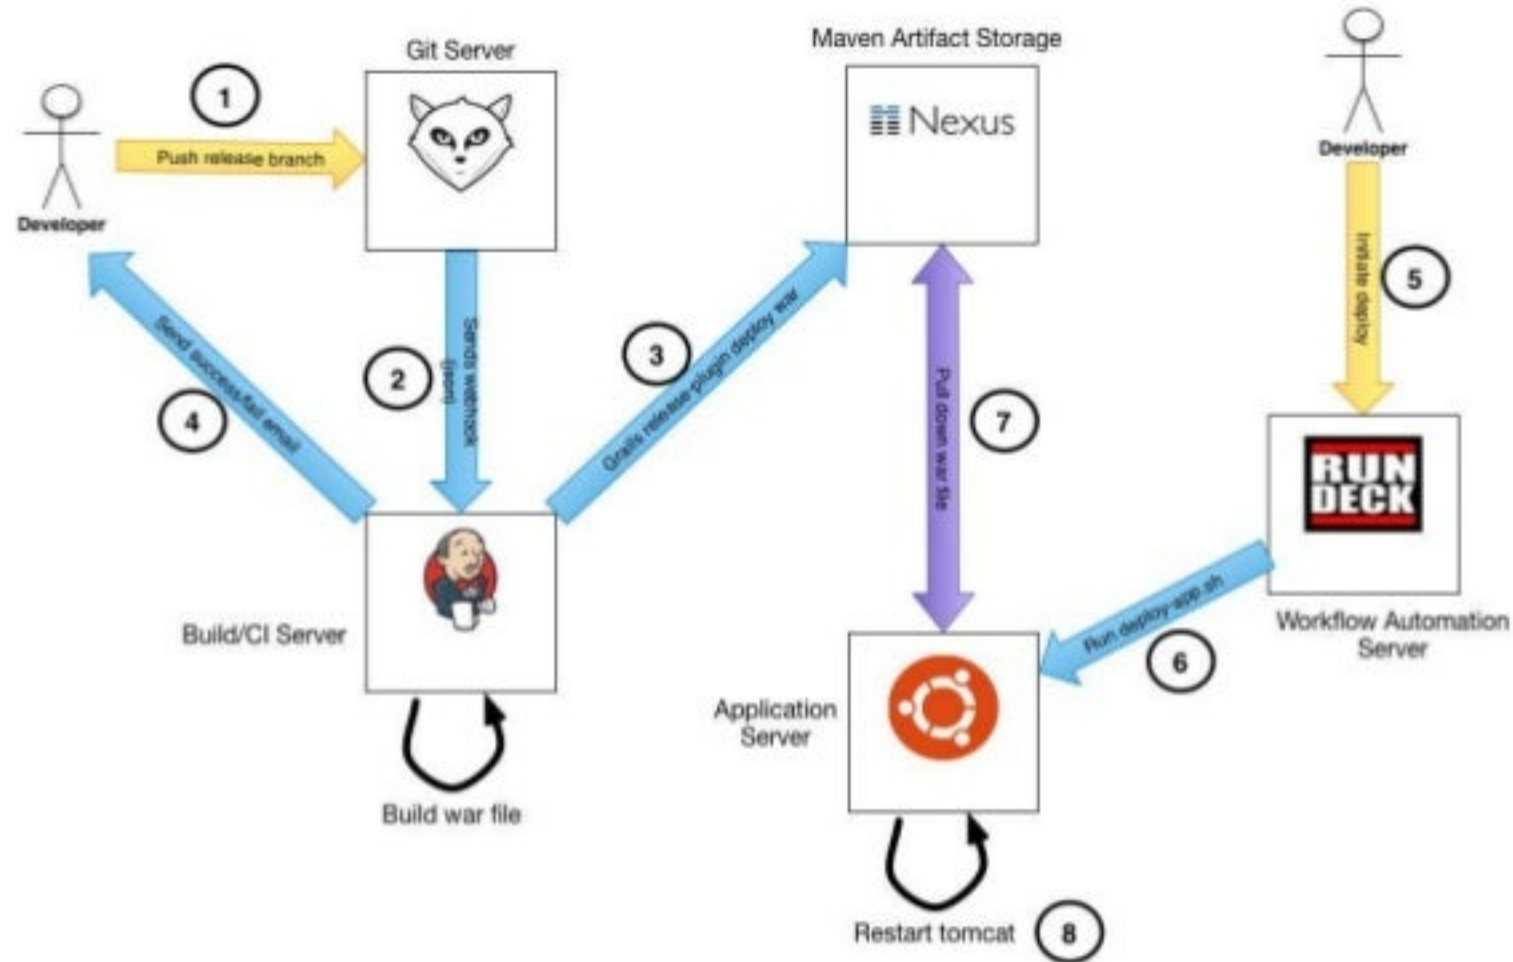 Git Server
Maven Artifact Storage
1
Push release branch
Developer
Nexus
Developer
Initiate deploy
5
2
Sends webhook
(json)
3
Grails release plugin deploy war
4
Send success/fail email
Pull down war file
7
RUN
DECK
Workflow Automation
Server
Run deploy-app.sh
6
Build/CI Server
Build war file
Application
Server
Restart tomcat
8